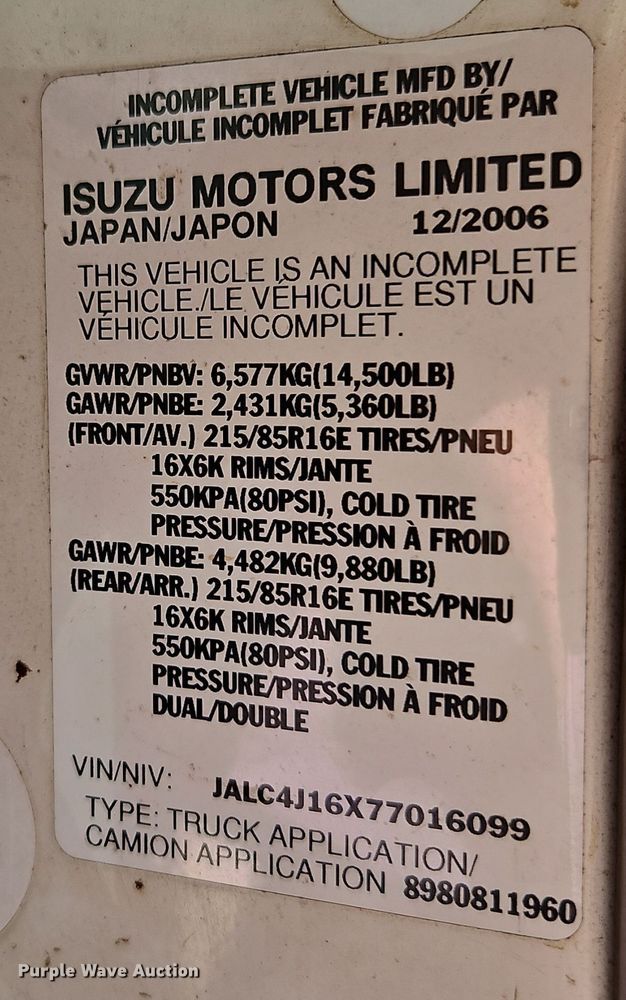 INCOMPLETE VEHICLE MFD BY/
VÉHICULE INCOMPLET FABRIQUÉ PAR
ISUZU MOTORS LIMITED
JAPAN/JAPON 12/2006
THIS VEHICLE IS AN INCOMPLETE
VEHICLE./LE VÉHICULE EST UN
VÉHICULE INCOMPLET.
GVWR/PNBV: 6,577KG(14,500LB)
GAWR/PNBE: 2,431KG(5,360LB)
(FRONT/AV.) 215/85R16E TIRES/PNEU
16X6K RIMS/JANTE
550KPA(80PSI), COLD TIRE
PRESSURE/PRESSION À FROID
GAWR/PNBE: 4,482KG(9,880LB)
(REAR/ARR.) 215/85R16E TIRES/PNEU
16X6K RIMS/JANTE
550KPA(80PSI), COLD TIRE
PRESSURE/PRESSION À FROID
DUAL/DOUBLE
VIN/NIV: JALC4J16X77016099
TYPE: TRUCK APPLICATION/
CAMION APPLICATION 8980811960
Purple Wave Auction